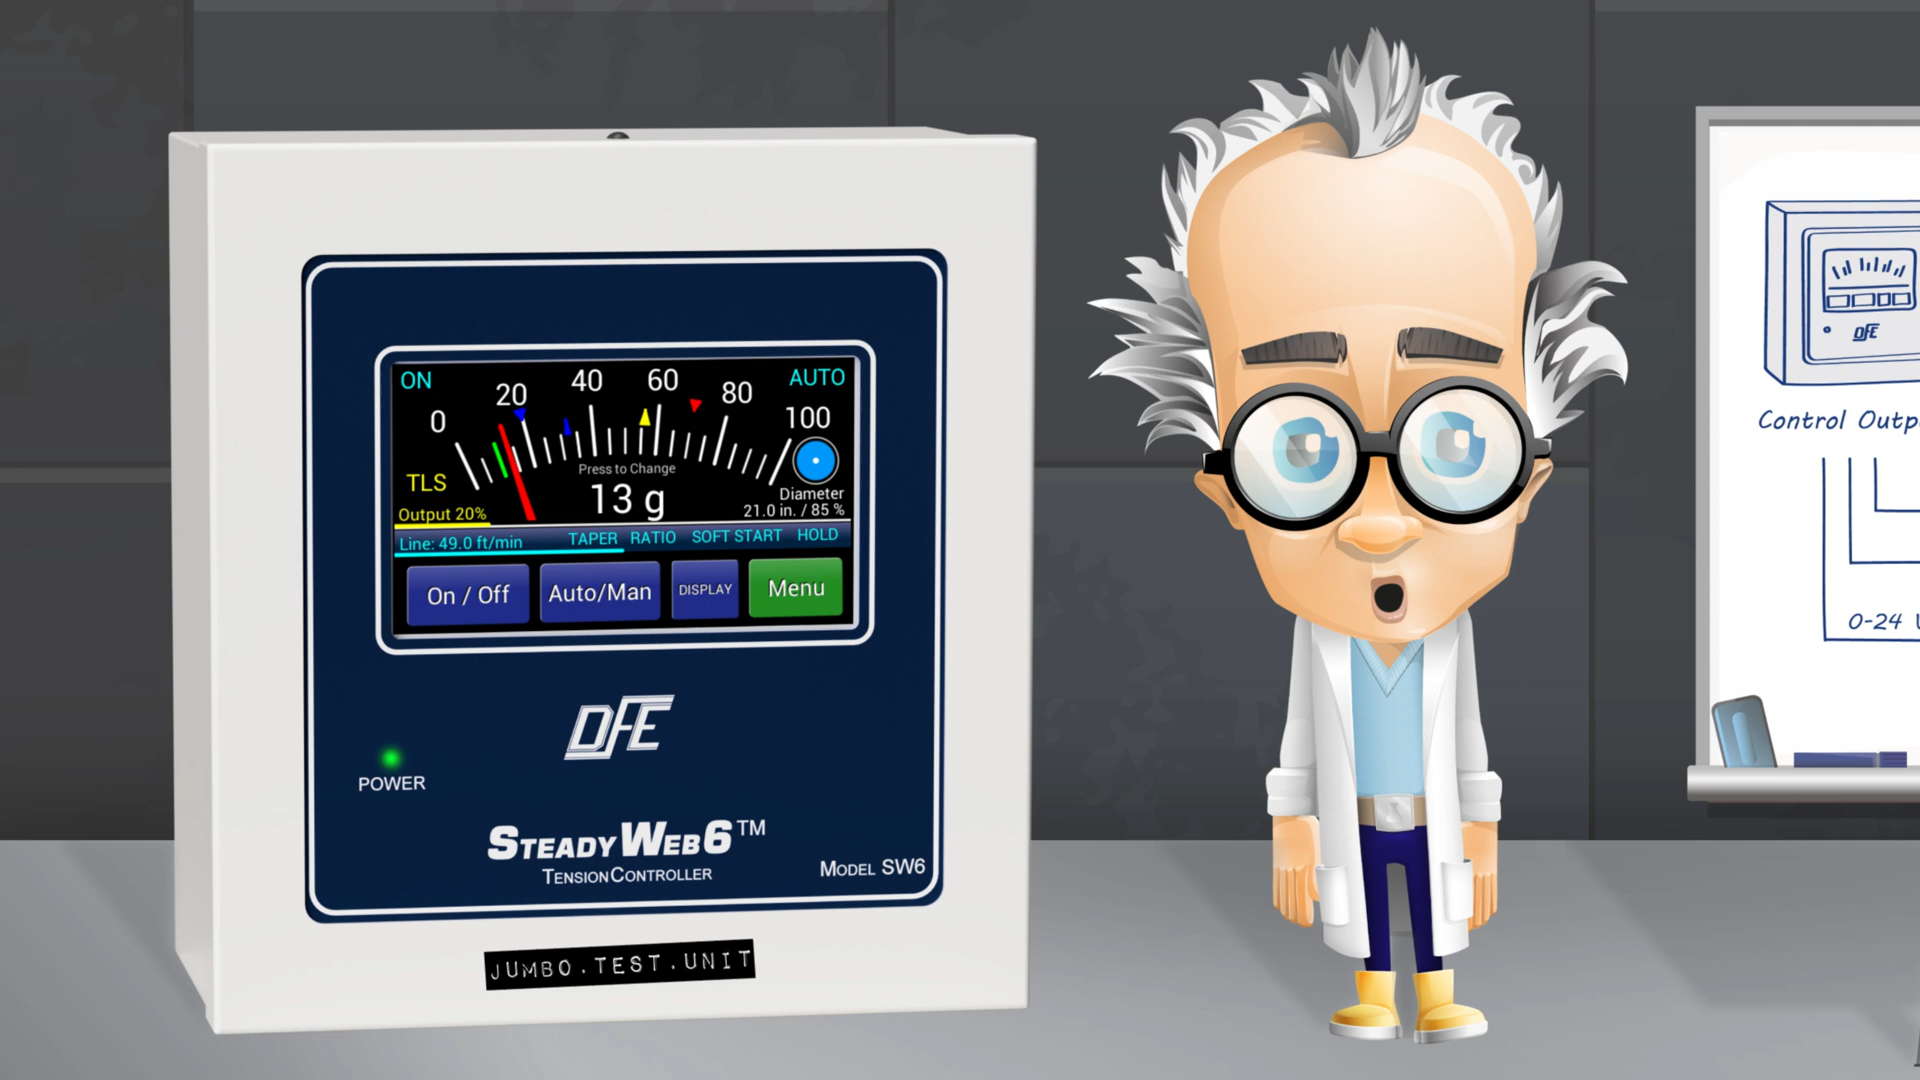 ON
AUTO
0 20 40 60 80 100
TLS
Press to Change
13 g
Output 20%
Diameter
21.0 in. / 85 %
Line: 49.0 ft/min TAPER RATIO SOFT START HOLD
On / Off Auto/Man DISPLAY Menu
DFE
POWER
STEADYWEB6™
TENSIONCONTROLLER
MODEL SW6
JUMBO.TEST.UNIT
DFE
Control Outp
0-24